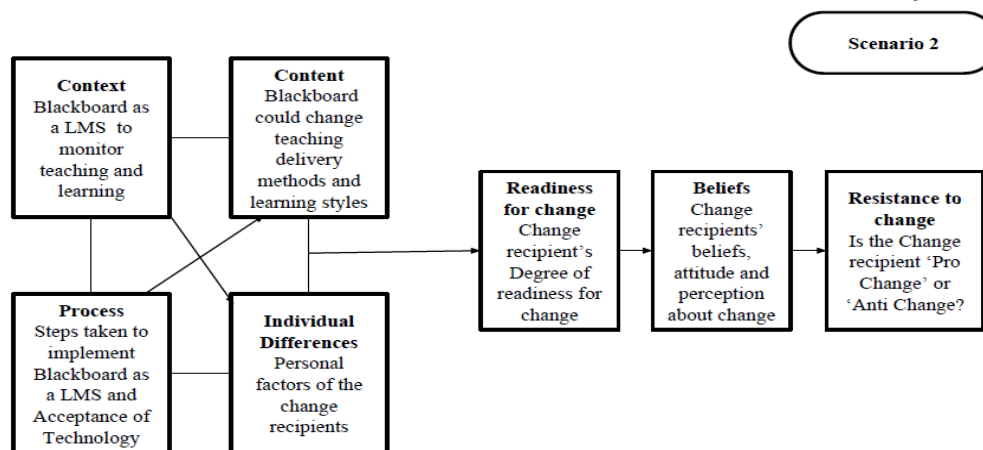 Scenario 2
Context
Blackboard as
a LMS to
monitor
teaching and
learning
Content
Blackboard
could change
teaching
delivery
methods and
learning styles
Process
Steps taken to
implement
Blackboard as
a LMS and
Acceptance of
Technology
Individual
Differences
Personal
factors of the
change
recipients
Readiness
for change
Change
recipient's
Degree of
readiness for
change
Beliefs
Change
recipients'
beliefs,
attitude and
perception
about change
Resistance to
change
Is the Change
recipient ‘Pro
Change’ or
‘Anti Change?